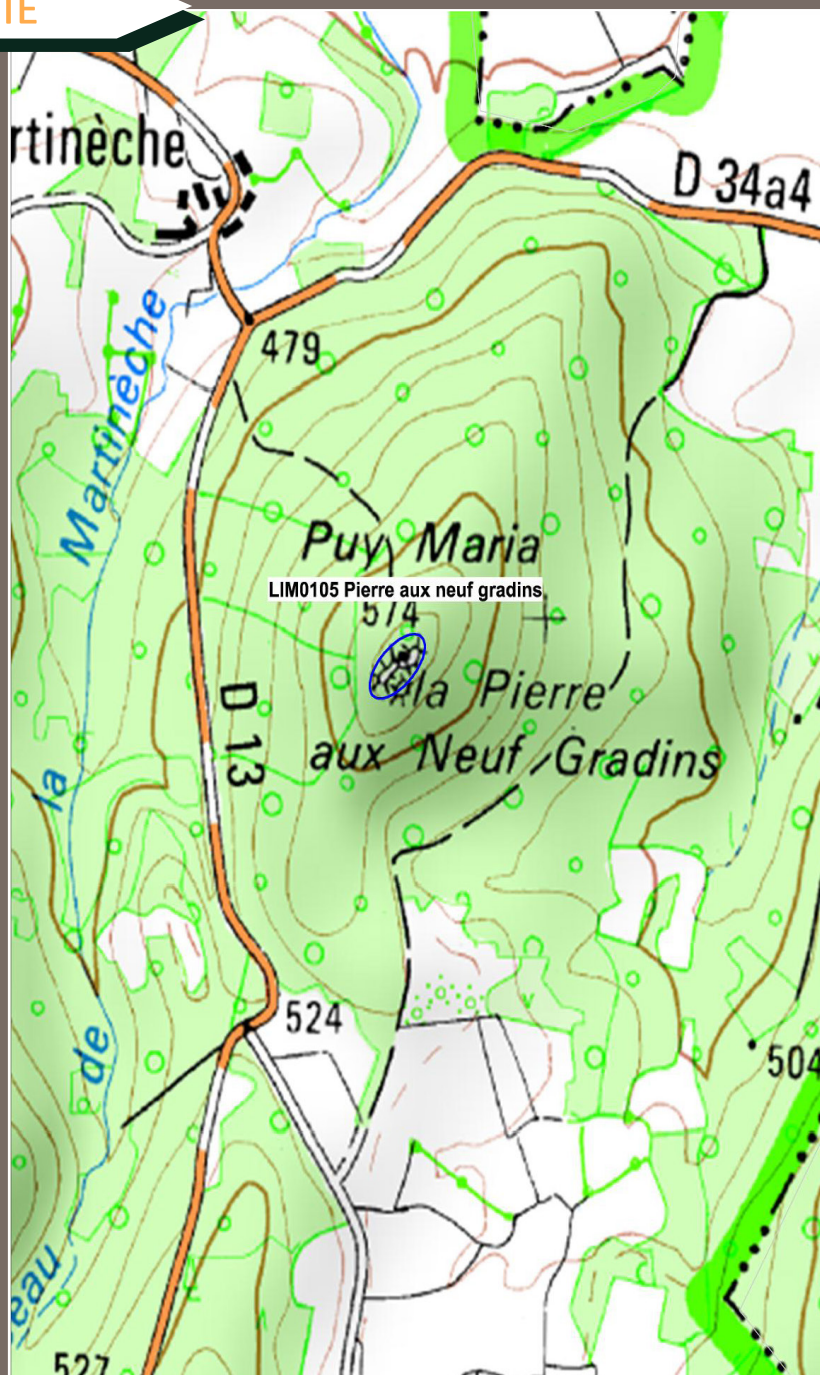 TE
rtinèche
D 34a4
479
Martinèche
Puy Maria
LIM0105 Pierre aux neuf gradins
574
la Pierre
aux Neuf Gradins
D 13
la
524
de
504
eau
527